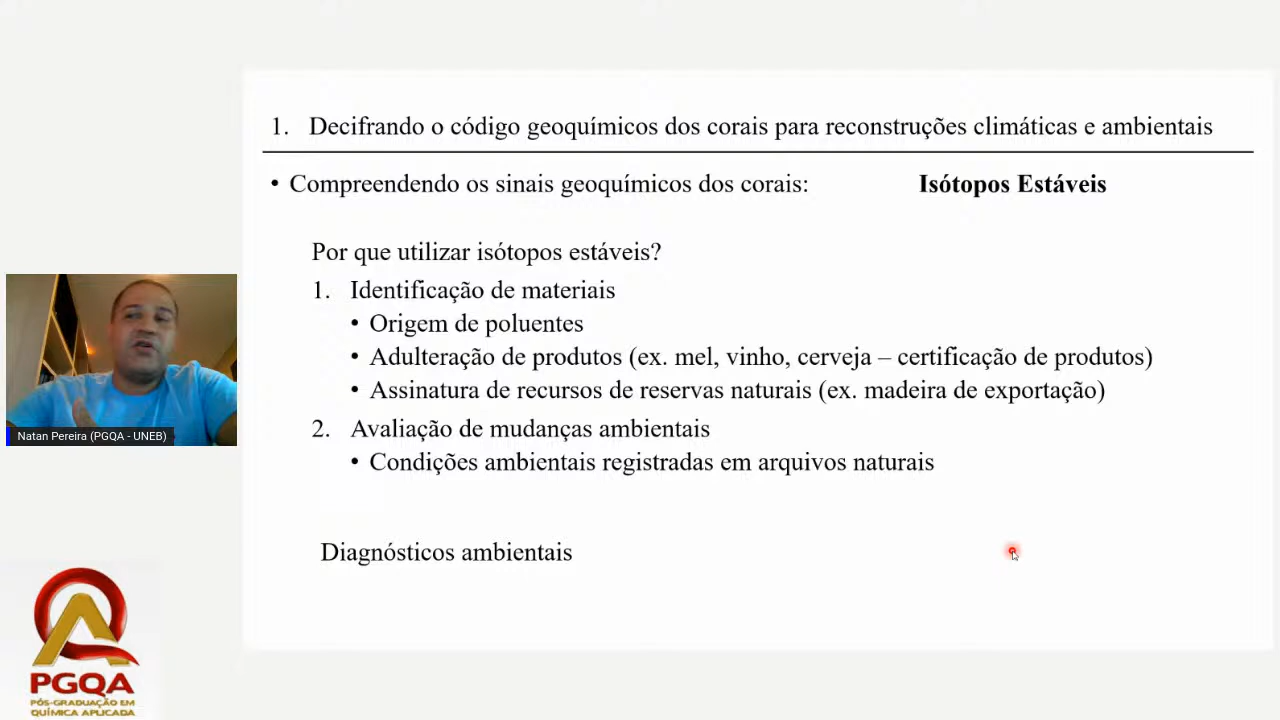 1. Decifrando o código geoquímicos dos corais para reconstruções climáticas e ambientais
• Compreendendo os sinais geoquímicos dos corais: Isótopos Estáveis
Por que utilizar isótopos estáveis?
1. Identificação de materiais
• Origem de poluentes
• Adulteração de produtos (ex. mel, vinho, cerveja – certificação de produtos)
• Assinatura de recursos de reservas naturais (ex. madeira de exportação)
2. Avaliação de mudanças ambientais
• Condições ambientais registradas em arquivos naturais
Diagnósticos ambientais
Natan Pereira (PGQA - UNEB)
PGQA
PÓS-GRADUAÇÃO EM
QUÍMICA APLICADA